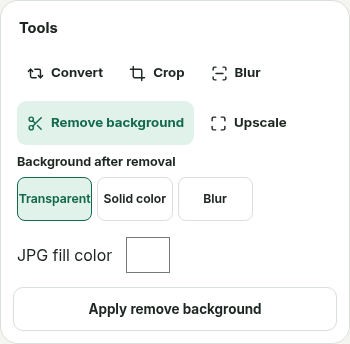 Tools
Convert Crop Blur
Remove background Upscale
Background after removal
Transparent Solid color Blur
JPG fill color
Apply remove background